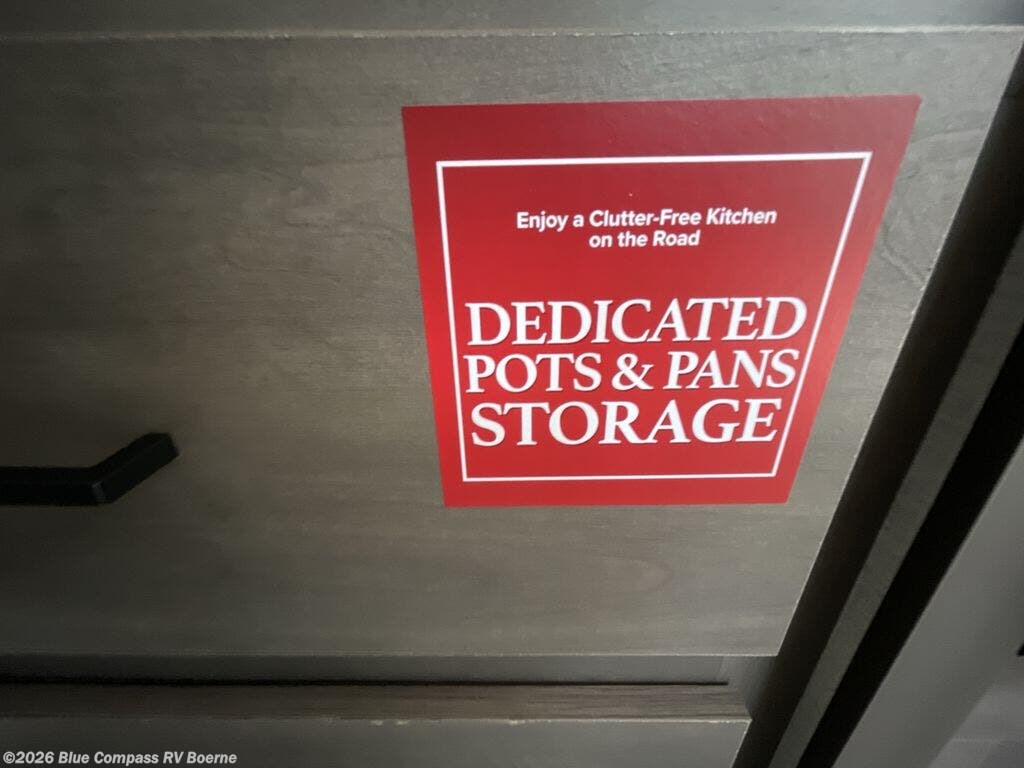 Enjoy a Clutter-Free Kitchen
on the Road
DEDICATED
POTS & PANS
STORAGE
©2026 Blue Compass RV Boerne